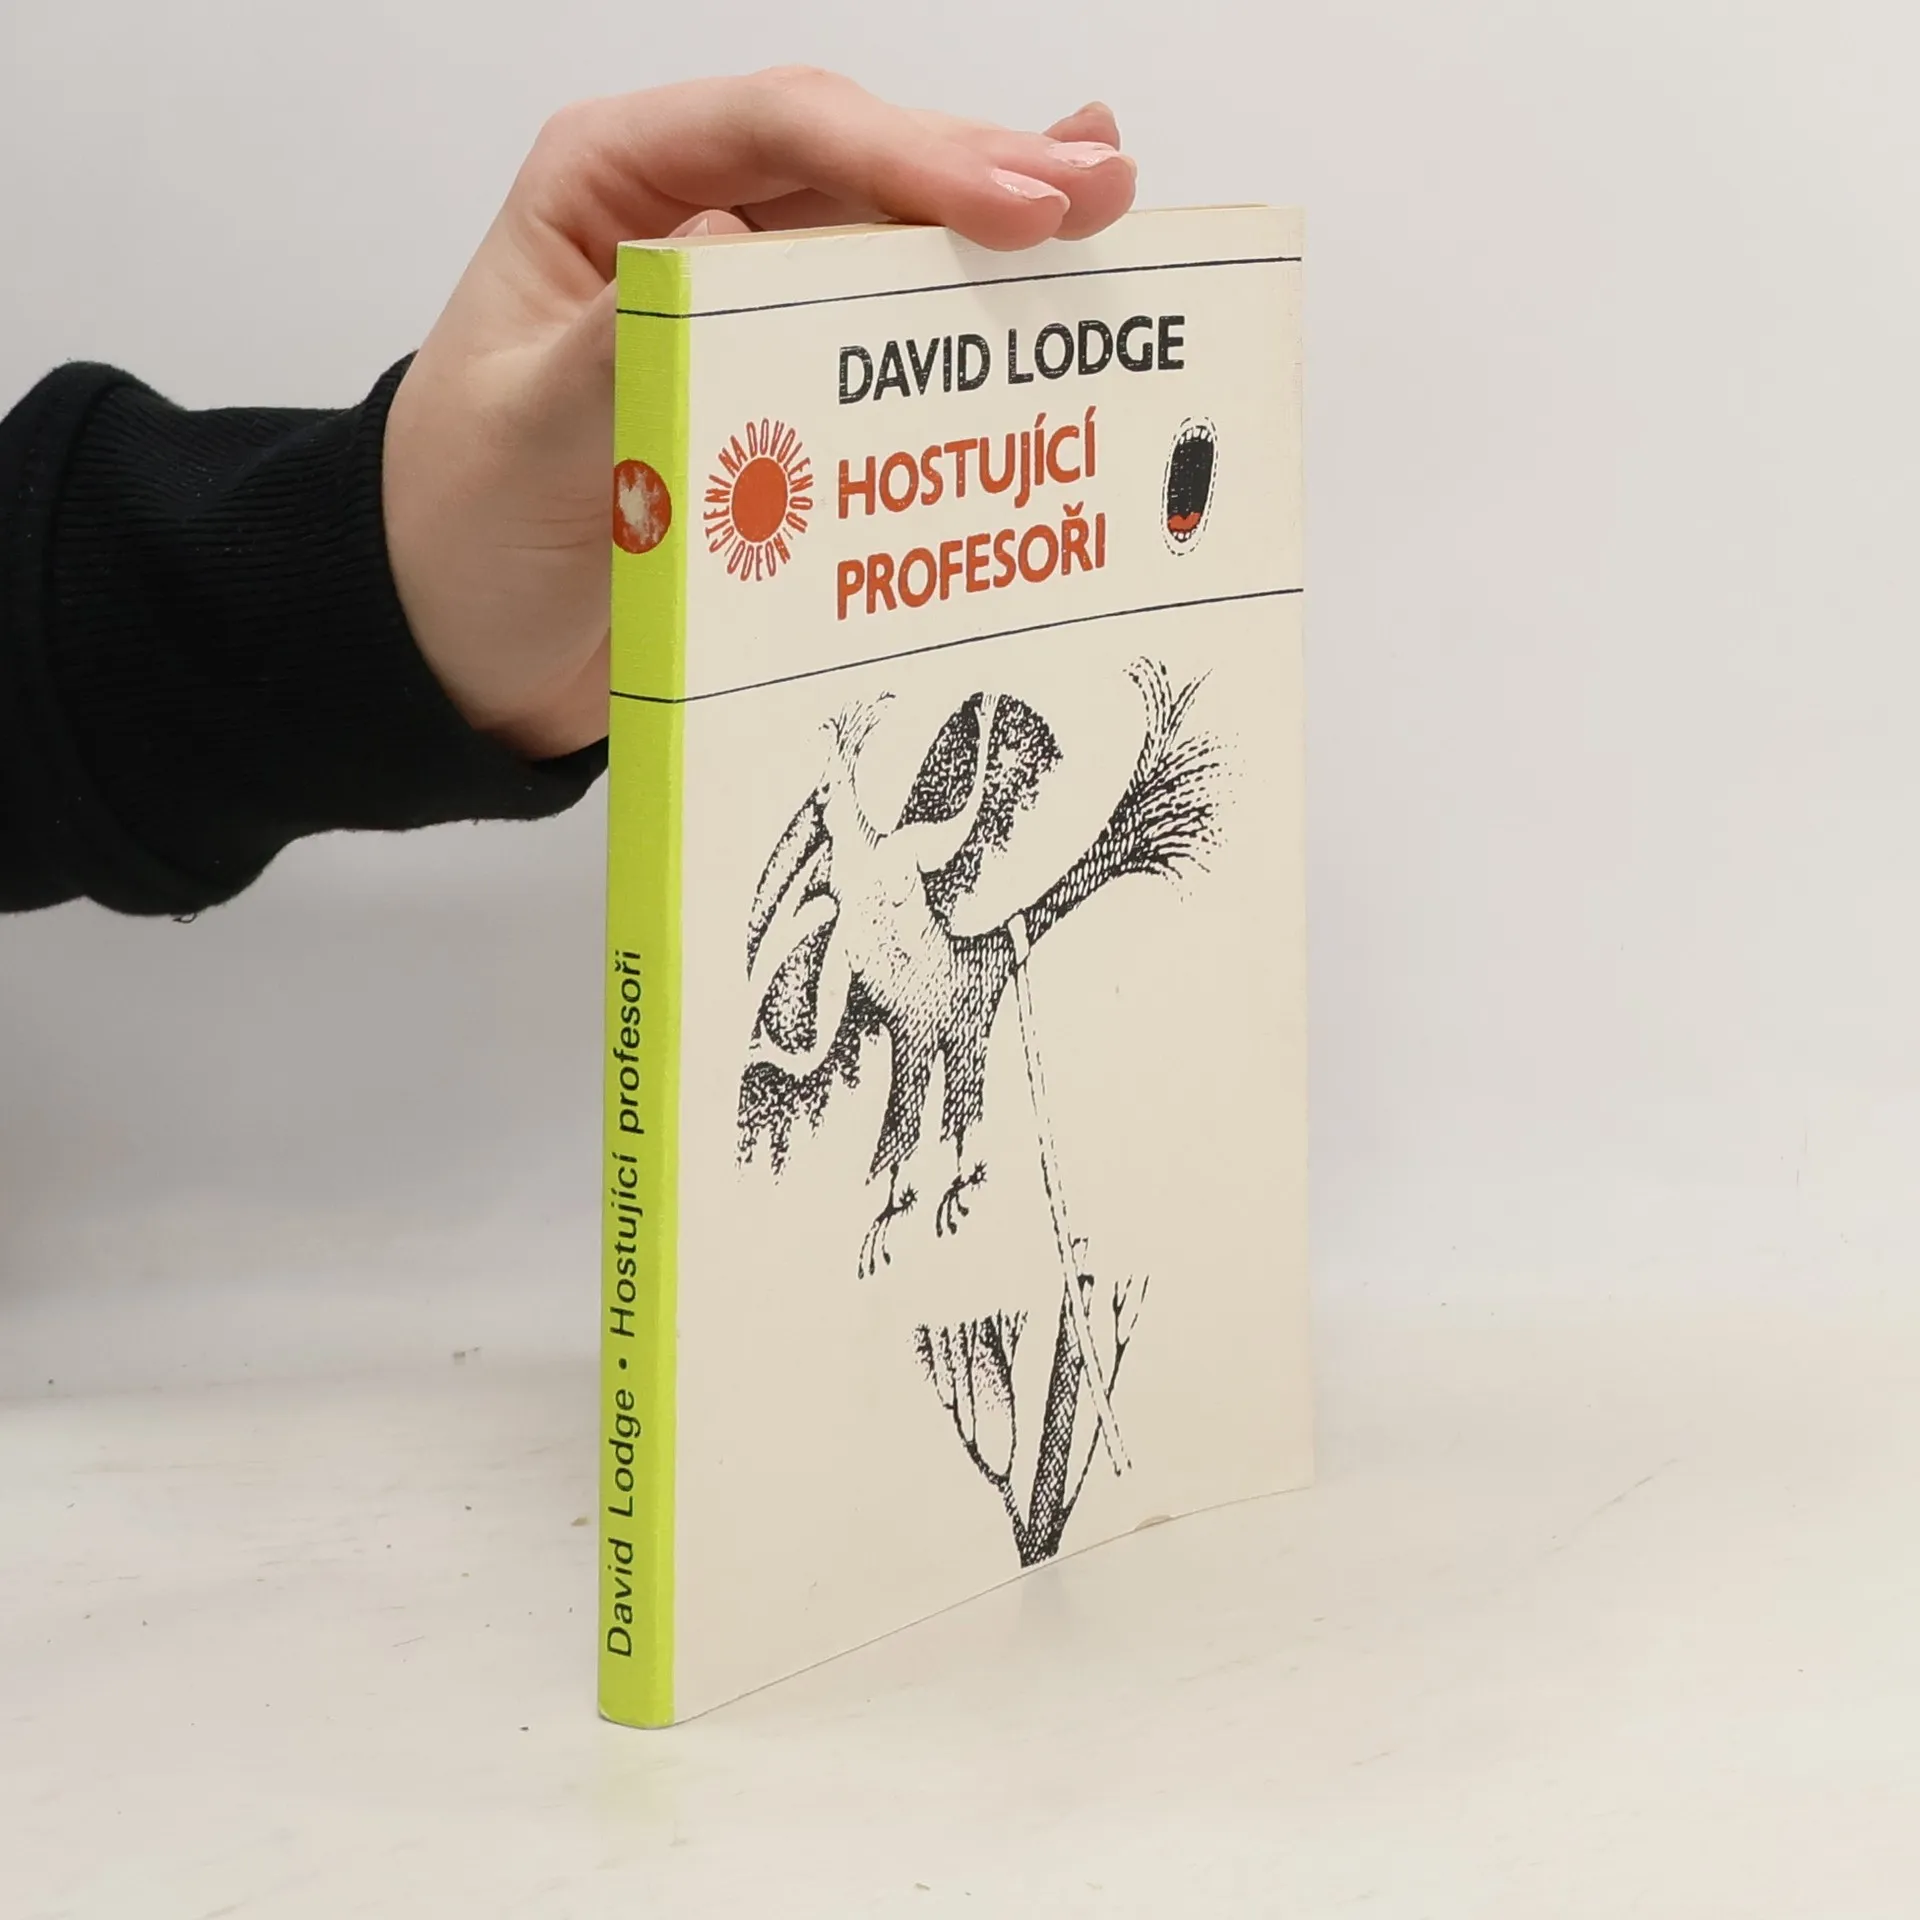 DAVID LODGE
HOSTUJÍCÍ
PROFESOŘI
ČTENÍ NA DOVOLENOU
ODEON
David Lodge • Hostující profesoři